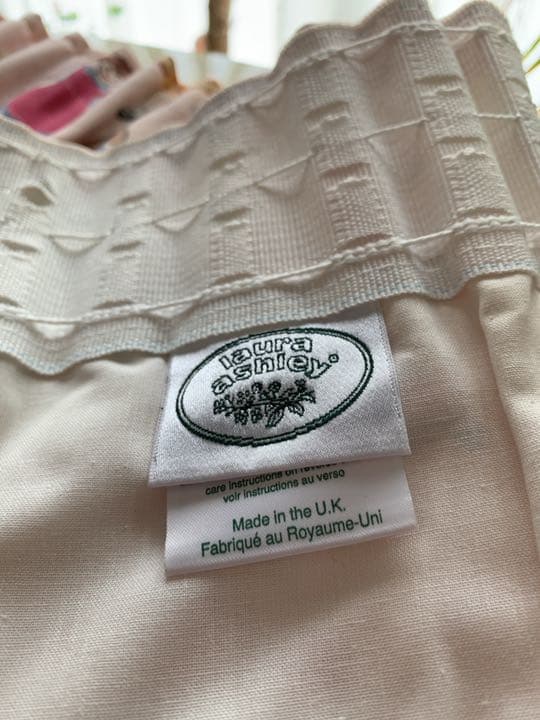 laura
ashley®
care instructions on reverse
voir instructions au verso
Made in the U.K.
Fabriqué au Royaume-Uni